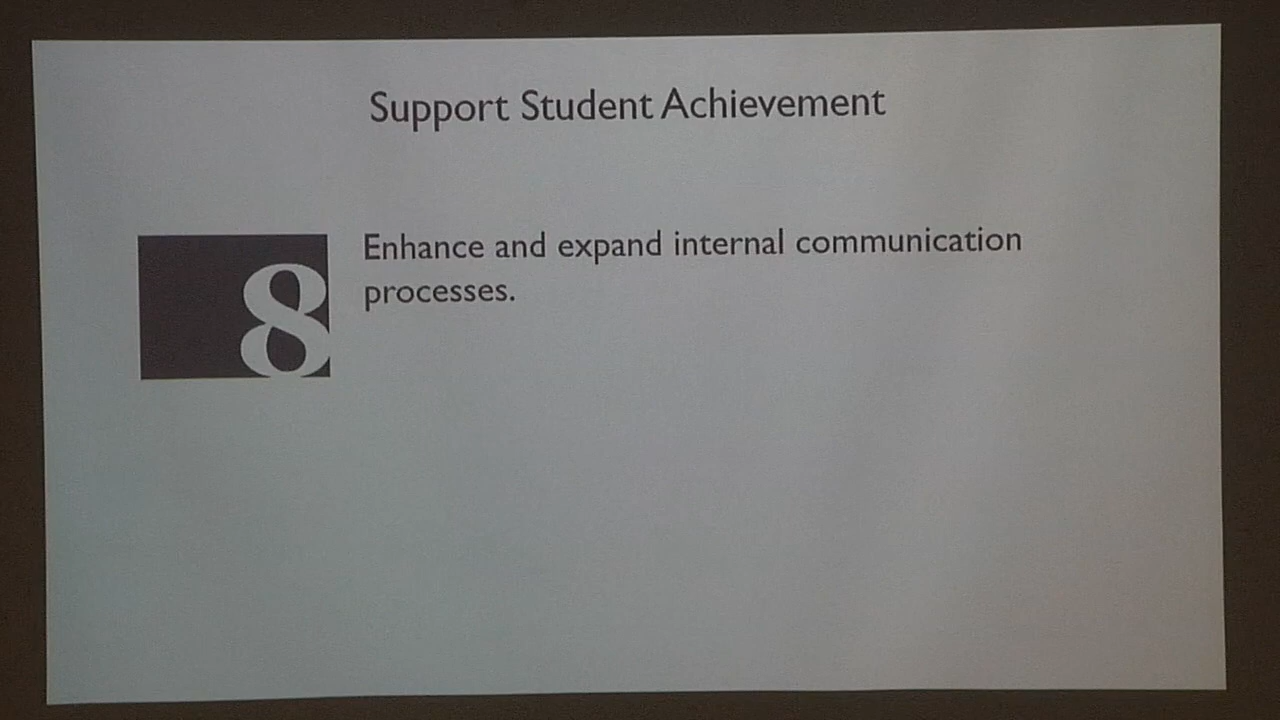 Support Student Achievement
8
Enhance and expand internal communication
processes.